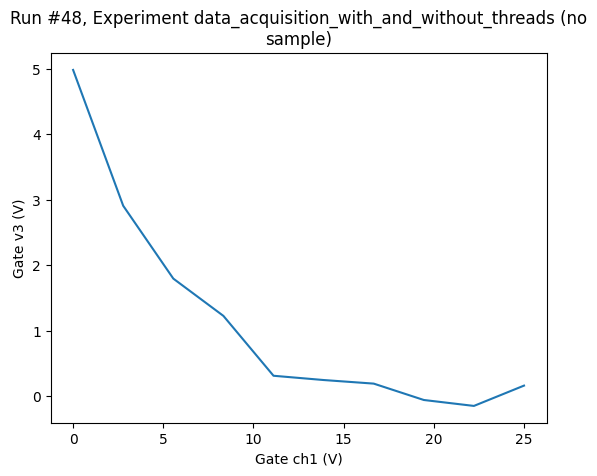 Run #48, Experiment data_acquisition_with_and_without_threads (no
sample)
5
4
3
2
1
0
Gate v3 (V)
0 5 10 15 20 25
Gate ch1 (V)